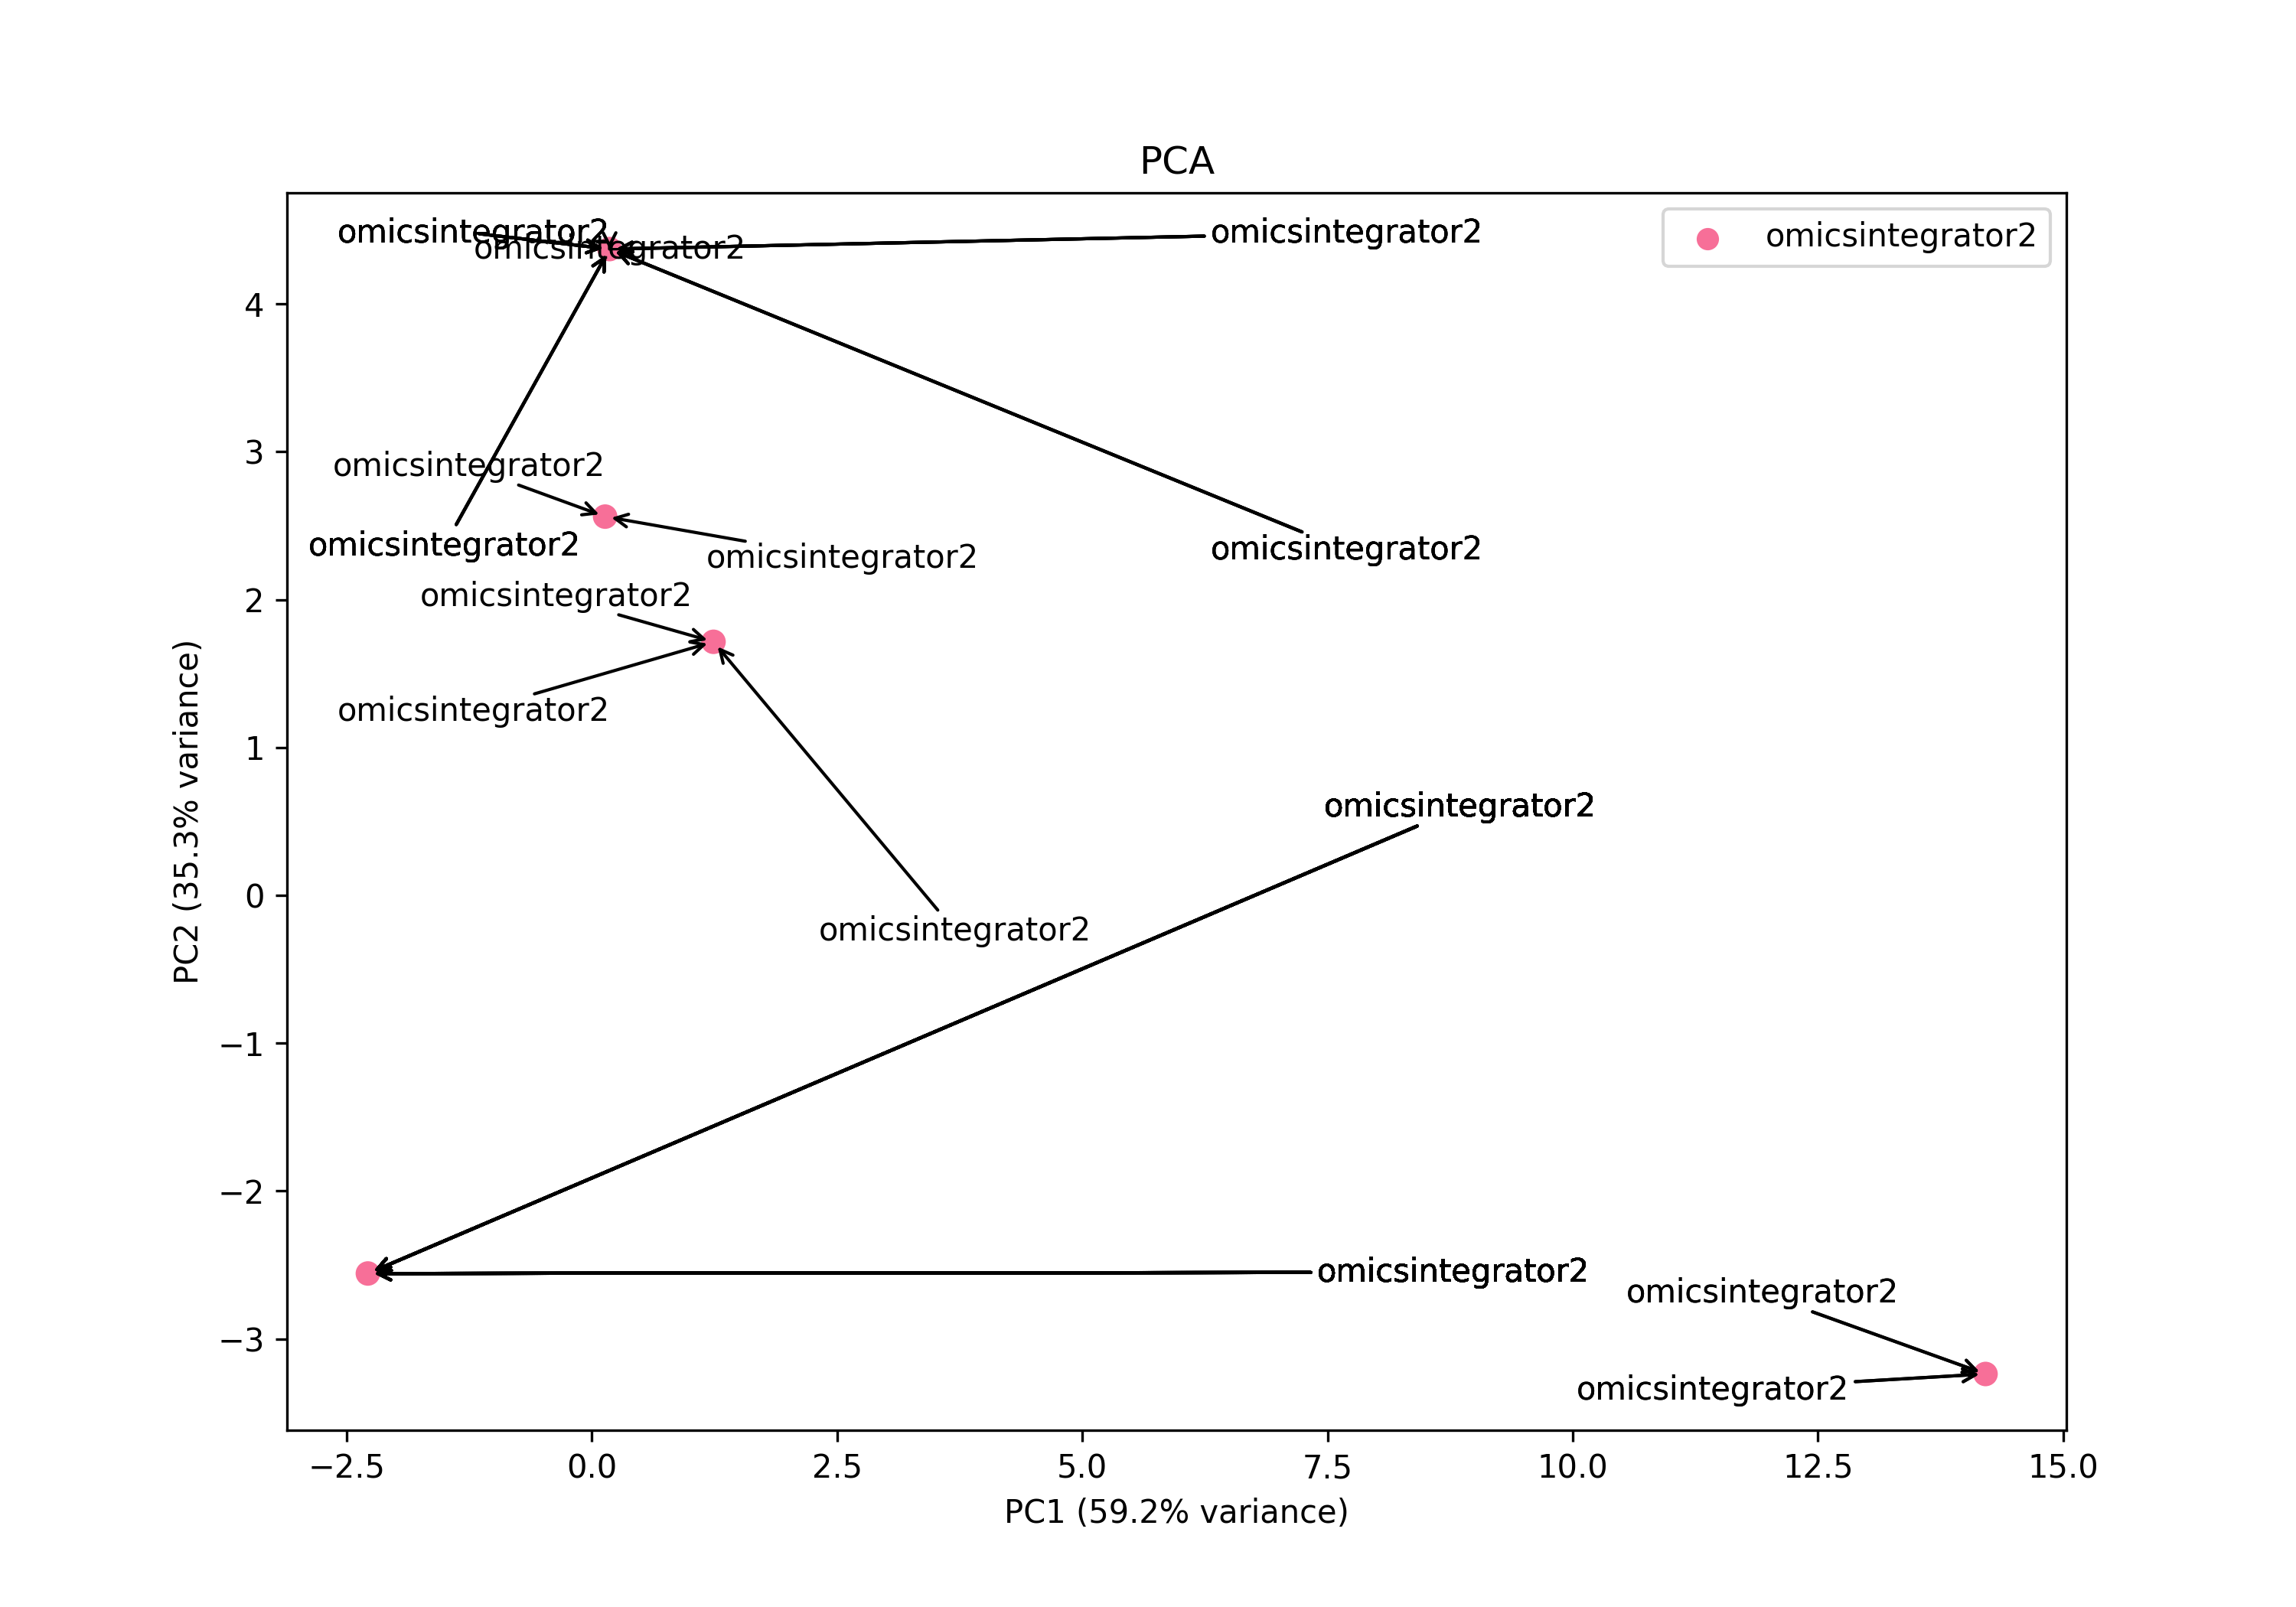 PCA
omicsintegrator2
omicsintegrator2
omicsintegrator2
omicsintegrator2
4
3
omicsintegrator2
omicsintegrator2
omicsintegrator2
omicsintegrator2
2
omicsintegrator2
omicsintegrator2
1
omicsintegrator2
0
omicsintegrator2
−1
−2
omicsintegrator2
omicsintegrator2
−3
omicsintegrator2
PC2 (35.3% variance)
−2.5 0.0 2.5 5.0 7.5 10.0 12.5 15.0
PC1 (59.2% variance)